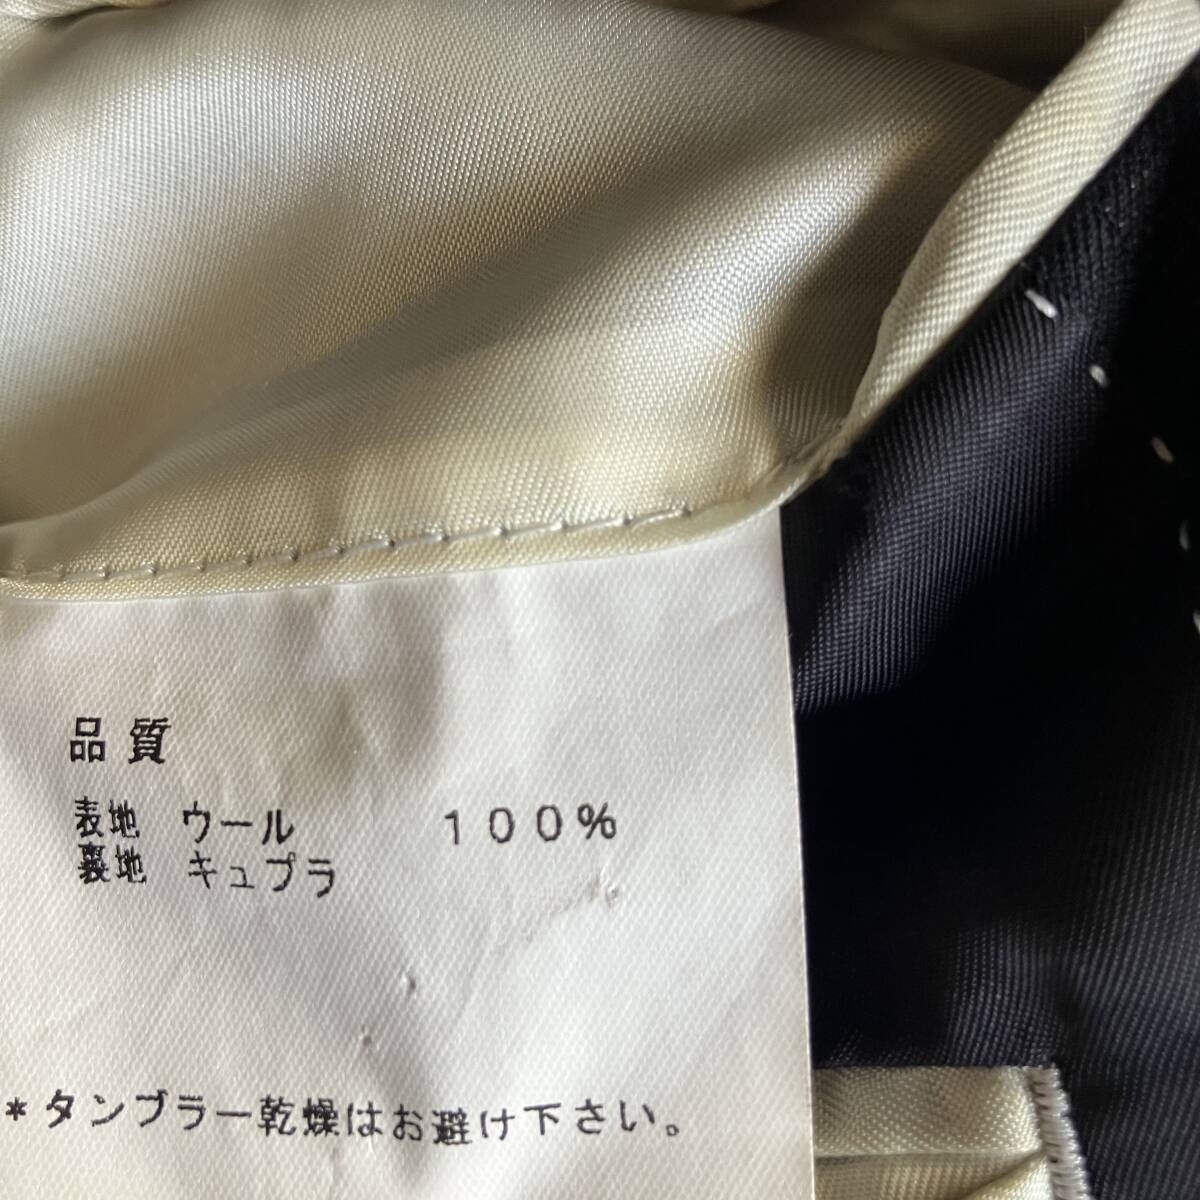 品質
表地 ウール 100%
裏地 キュプラ
*タンブラー乾燥はお避け下さい。